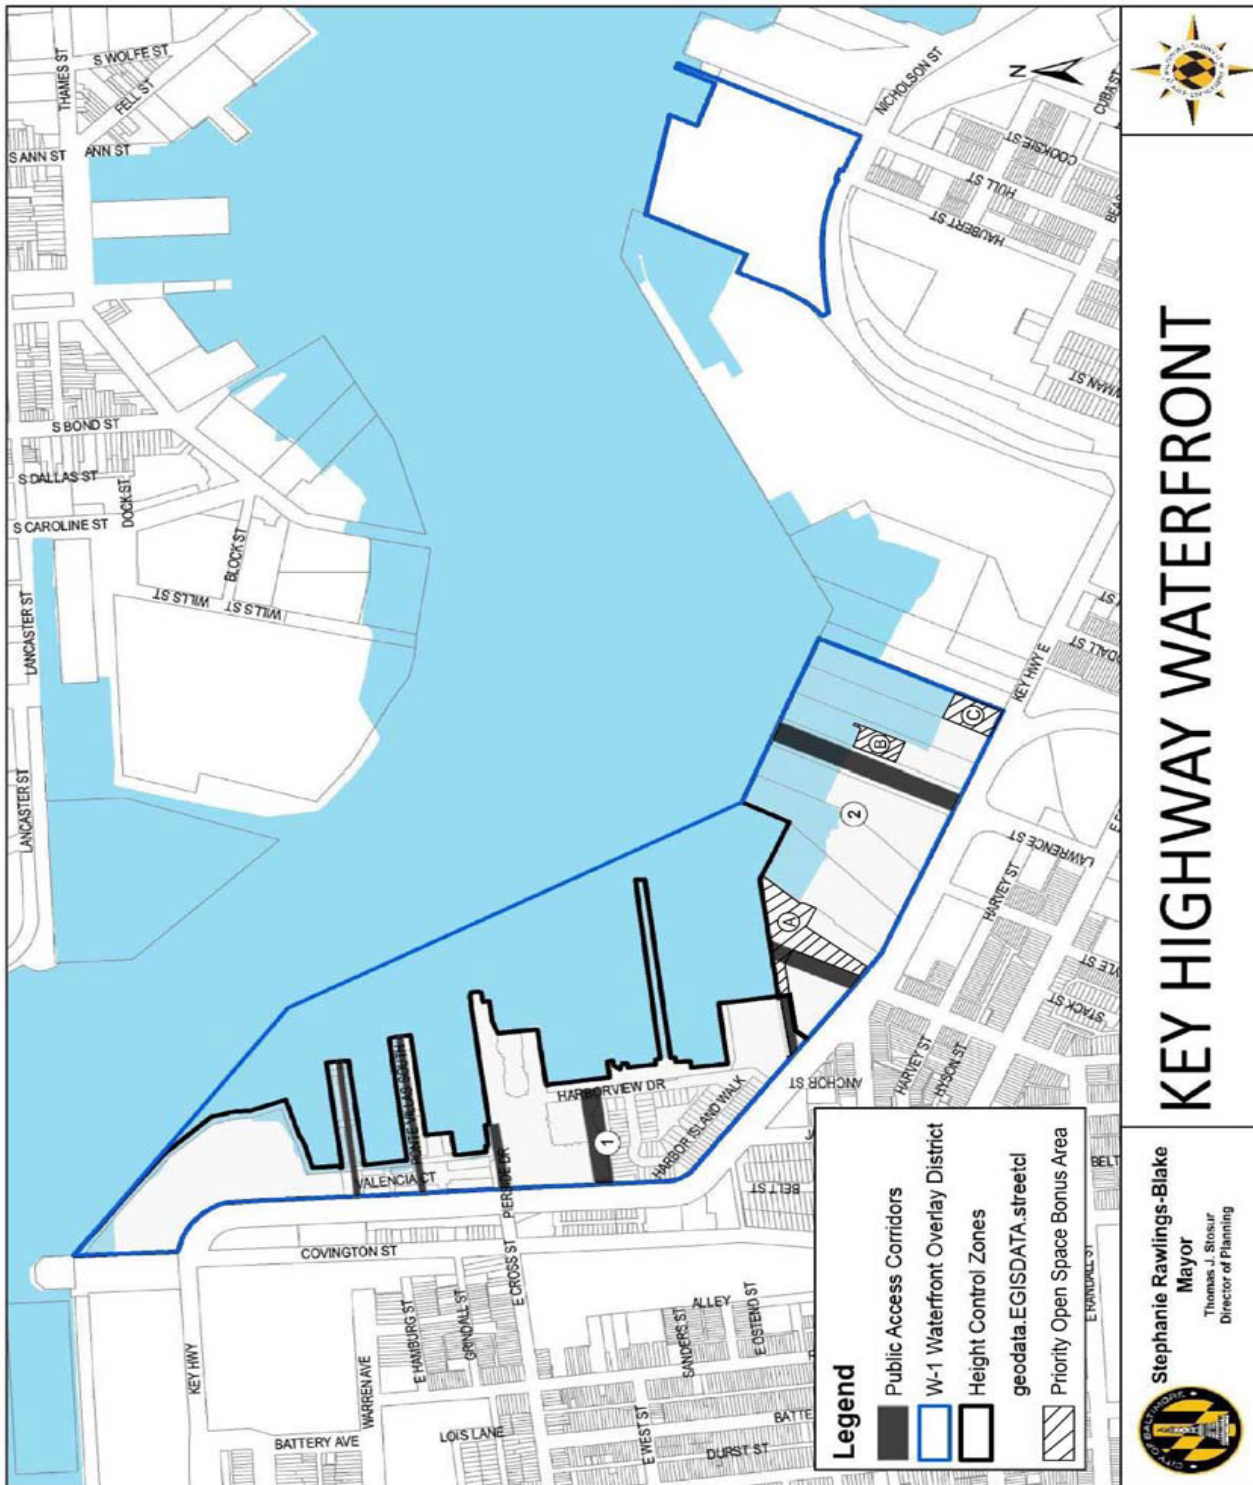 THAMES ST
S WOLFE ST
FELL ST
S ANN ST
ANN ST
S BOND ST
S DALLAS ST
DOCK ST
S CAROLINE ST
BLOCK ST
WILLS ST
WILLS ST
LANCASTER ST
LANCASTER ST
N
NICHOLSON ST
CUBA ST
COOKSIE ST
HULL ST
HAUBERT ST
KEY HWY E
LAWRENCE ST
HARVEY ST
STACK ST
HARVEY ST
HYSON ST
ANCHOR ST
A
B
C
2
1
HARBORVIEW DR
HARBOR ISLAND WALK
PIERSIDE DR
VALENCIA CT
BELT ST
COVINGTON ST
KEY HWY
WARREN AVE
E HAMBURG ST
GRINDALL ST
E CROSS ST
BATTERY AVE
LOIS LANE
E WEST ST
SANDERS ST
ALLEY
E OSTEND ST
DURST ST
E RANDALL ST
Legend
Public Access Corridors
W-1 Waterfront Overlay District
Height Control Zones
geodata.EGISDATA.streetcl
Priority Open Space Bonus Area
KEY HIGHWAY WATERFRONT
Stephanie Rawlings-Blake
Mayor
Thomas J. Stosur
Director of Planning
CITY OF BALTIMORE